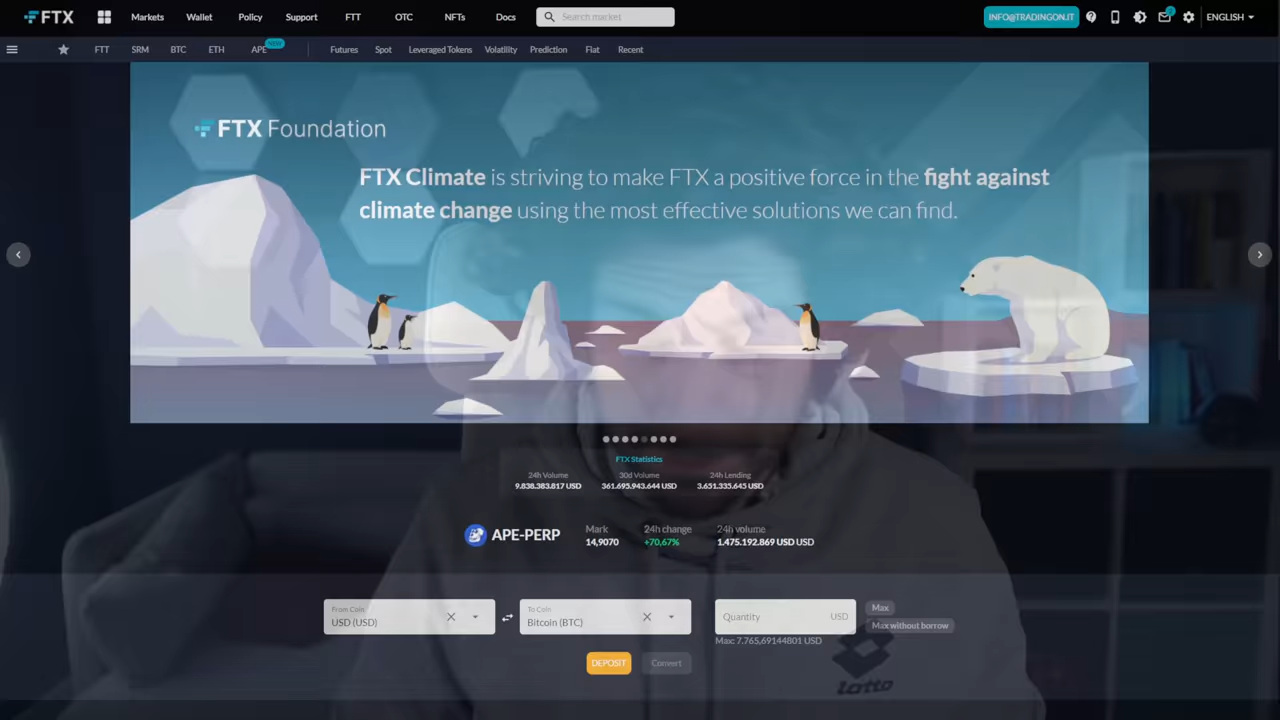 FTX
Markets
Wallet
Policy
Support
FTT
OTC
NFTs
Docs
Search market
INFO@TRADINGON.IT
ENGLISH
FTT
SRM
BTC
ETH
APE
NEW
Futures
Spot
Leveraged Tokens
Volatility
Prediction
Fiat
Recent
FTX Foundation
FTX Climate is striving to make FTX a positive force in the fight against
climate change using the most effective solutions we can find.
FTX Statistics
24h Volume
30d Volume
24h Lending
9.838.383.817 USD
361.695.943.644 USD
3.651.335.645 USD
APE-PERP
Mark
24h change
24h volume
14,9070
+70,67%
1.475.192.869 USD USD
From Coin
USD (USD)
To Coin
Bitcoin (BTC)
Quantity
USD
Max
Max without borrow
Max: 7.765,69144801 USD
DEPOSIT
Convert
lotto